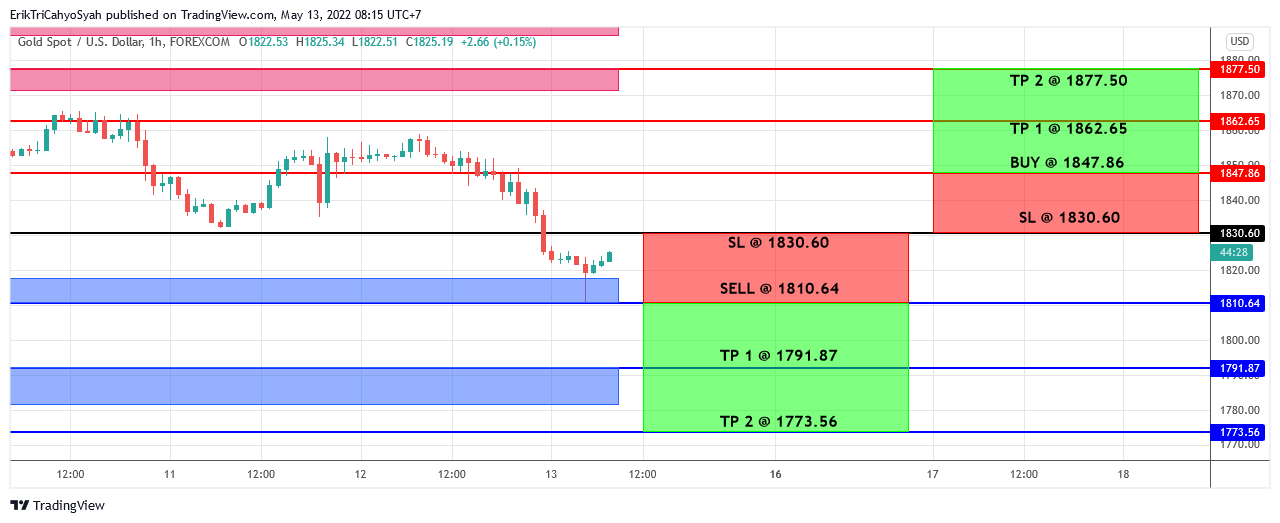 ErikTriCahyoSyah published on TradingView.com, May 13, 2022 08:15 UTC+7
Gold Spot / U.S. Dollar, 1h, FOREXCOM O1822.53 H1825.34 L1822.51 C1825.19 +2.66 (+0.15%)
USD
1880.00
1877.50
TP 2 @ 1877.50
1870.00
1862.65
TP 1 @ 1862.65
1860.00
BUY @ 1847.86
1850.00
1847.86
1840.00
SL @ 1830.60
1830.60
SL @ 1830.60
44:28
1820.00
SELL @ 1810.64
1810.64
1800.00
TP 1 @ 1791.87
1791.87
1780.00
TP 2 @ 1773.56
1773.56
1770.00
12:00 11 12:00 12 12:00 13 12:00 16 17 12:00 18
TradingView